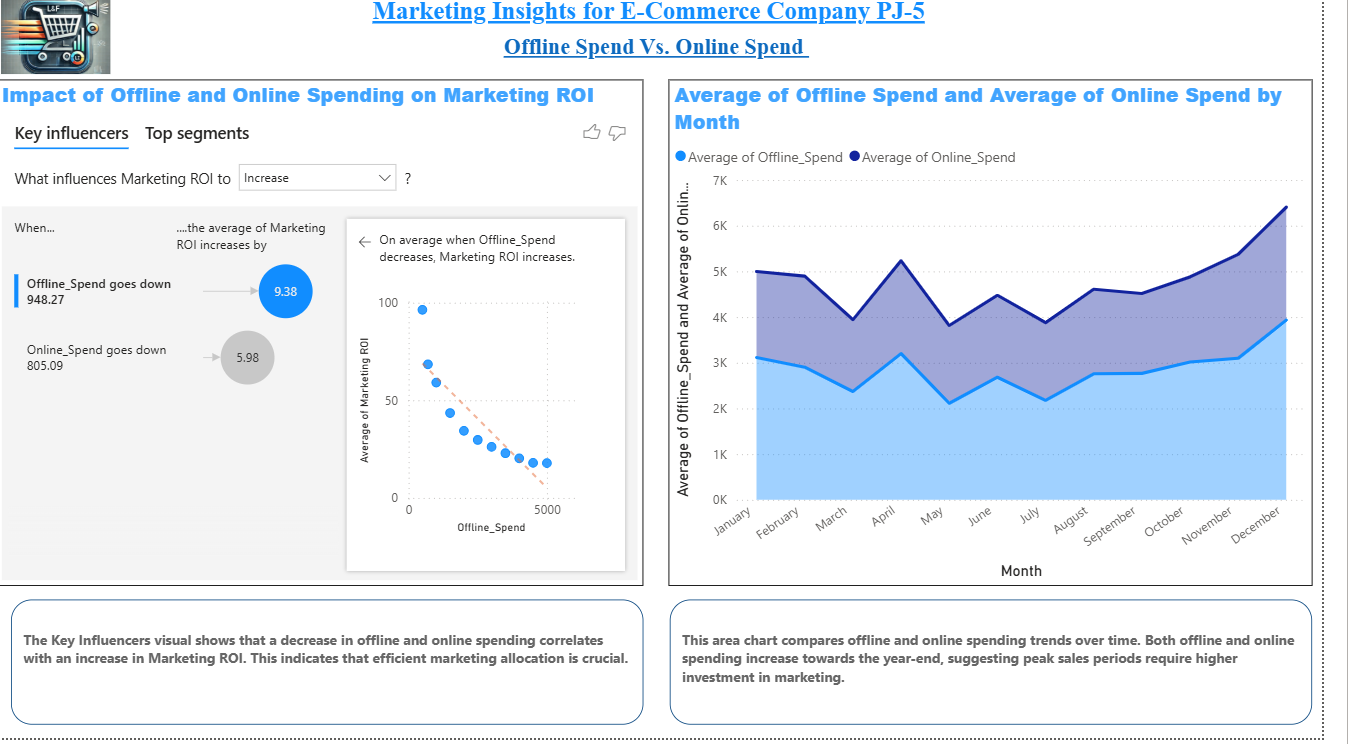 L&F
Marketing Insights for E-Commerce Company PJ-5
Offline Spend Vs. Online Spend
Impact of Offline and Online Spending on Marketing ROI
Key influencers Top segments
What influences Marketing ROI to Increase ?
When...
....the average of Marketing
ROI increases by
Offline_Spend goes down
948.27
9.38
Online_Spend goes down
805.09
5.98
On average when Offline_Spend
decreases, Marketing ROI increases.
Average of Marketing ROI
100
50
0
0 5000
Offline_Spend
Average of Offline Spend and Average of Online Spend by
Month
Average of Offline_Spend Average of Online_Spend
Average of Offline_Spend and Average of Onlin...
7K
6K
5K
4K
3K
2K
1K
0K
January February March April May June July August September October November December
Month
The Key Influencers visual shows that a decrease in offline and online spending correlates
with an increase in Marketing ROI. This indicates that efficient marketing allocation is crucial.
This area chart compares offline and online spending trends over time. Both offline and online
spending increase towards the year-end, suggesting peak sales periods require higher
investment in marketing.